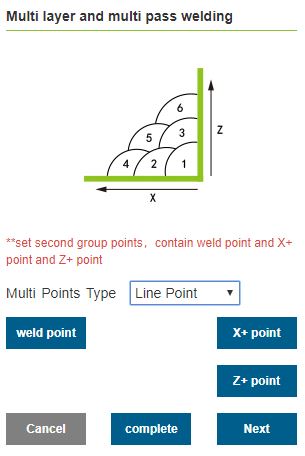 Multi layer and multi pass welding
6
5 3 Z
4 2 1
X
**set second group points，contain weld point and X+
point and Z+ point
Multi Points Type Line Point
weld point X+ point
Z+ point
Cancel complete Next